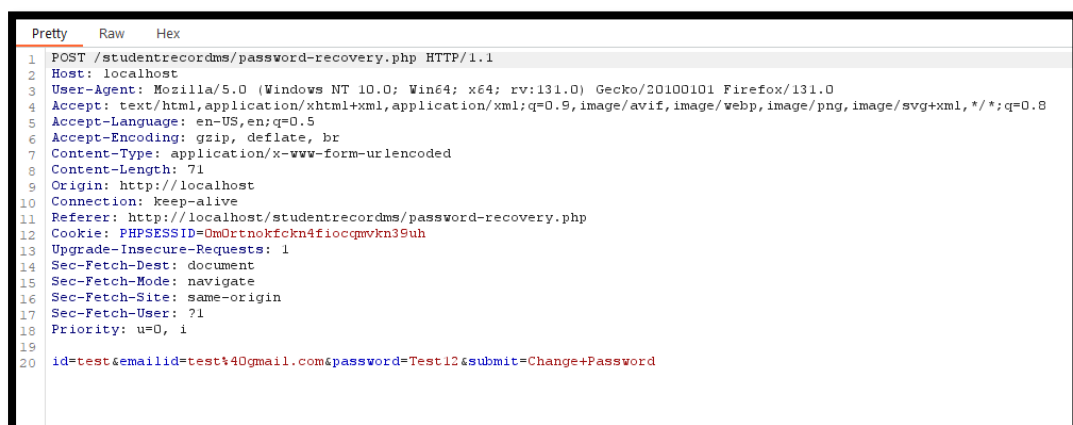 Pretty Raw Hex
1 POST /studentrecordms/password-recovery.php HTTP/1.1
2 Host: localhost
3 User-Agent: Mozilla/5.0 (Windows NT 10.0; Win64; x64; rv:131.0) Gecko/20100101 Firefox/131.0
4 Accept: text/html,application/xhtml+xml,application/xml;q=0.9,image/avif,image/webp,image/png,image/svg+xml,*/*;q=0.8
5 Accept-Language: en-US,en;q=0.5
6 Accept-Encoding: gzip, deflate, br
7 Content-Type: application/x-www-form-urlencoded
8 Content-Length: 71
9 Origin: http://localhost
10 Connection: keep-alive
11 Referer: http://localhost/studentrecordms/password-recovery.php
12 Cookie: PHPSESSID=0m0rtnokfckn4fiocqmvkn39uh
13 Upgrade-Insecure-Requests: 1
14 Sec-Fetch-Dest: document
15 Sec-Fetch-Mode: navigate
16 Sec-Fetch-Site: same-origin
17 Sec-Fetch-User: ?1
18 Priority: u=0, i
19
20 id=test&emailid=test%40gmail.com&password=Test12&submit=Change+Password